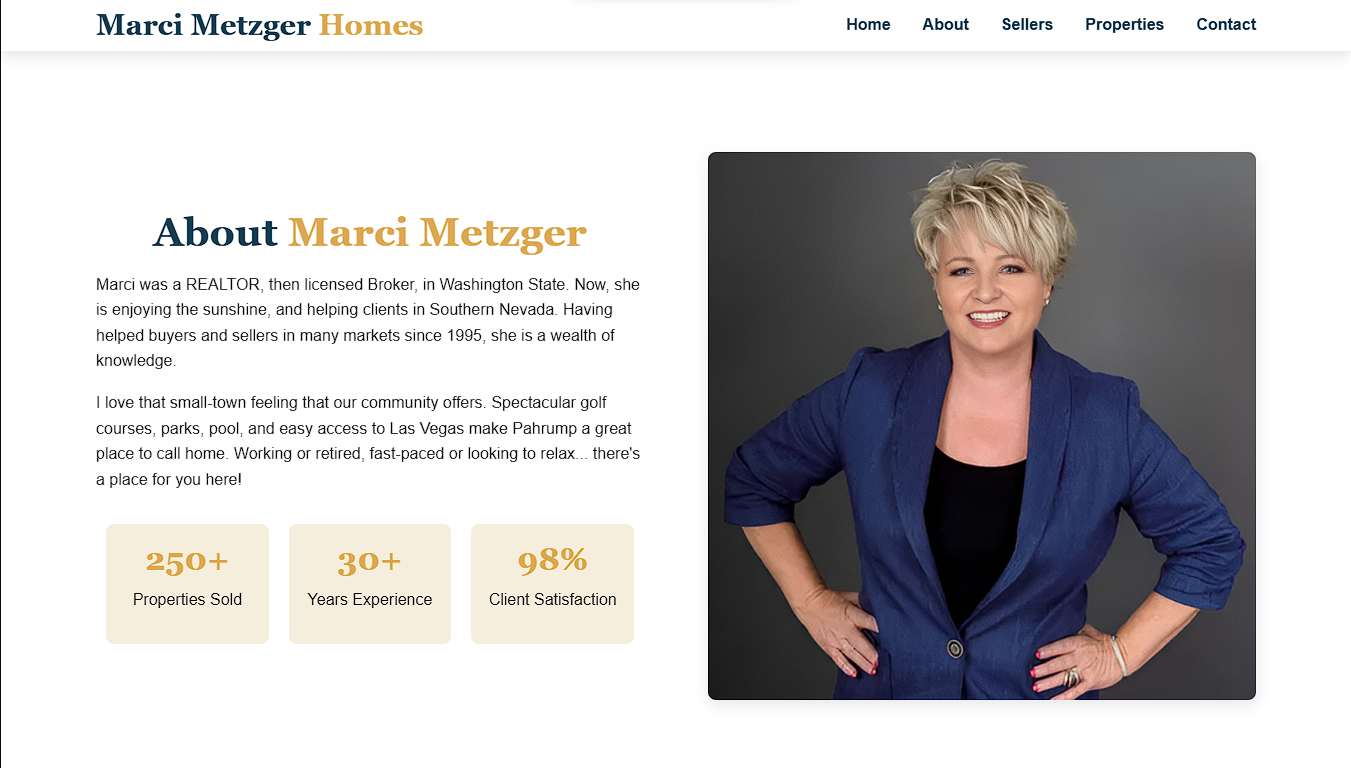 Marci Metzger Homes
Home About Sellers Properties Contact
About Marci Metzger
Marci was a REALTOR, then licensed Broker, in Washington State. Now, she
is enjoying the sunshine, and helping clients in Southern Nevada. Having
helped buyers and sellers in many markets since 1995, she is a wealth of
knowledge.
I love that small-town feeling that our community offers. Spectacular golf
courses, parks, pool, and easy access to Las Vegas make Pahrump a great
place to call home. Working or retired, fast-paced or looking to relax... there's
a place for you here!
250+
Properties Sold
30+
Years Experience
98%
Client Satisfaction